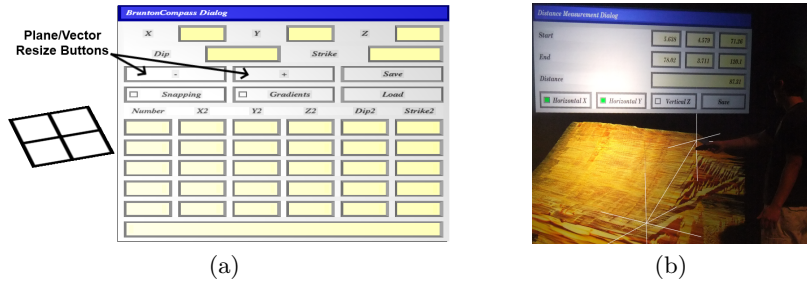 BruntonCompass Dialog
Plane/Vector
Resize Buttons
X Y Z
Dip Strike
- + Save
Snapping Gradients Load
Number X2 Y2 Z2 Dip2 Strike2
Distance Measurement Dialog
Start
End
Distance
Horizontal X Horizontal Y Vertical Z Save
(a) (b)